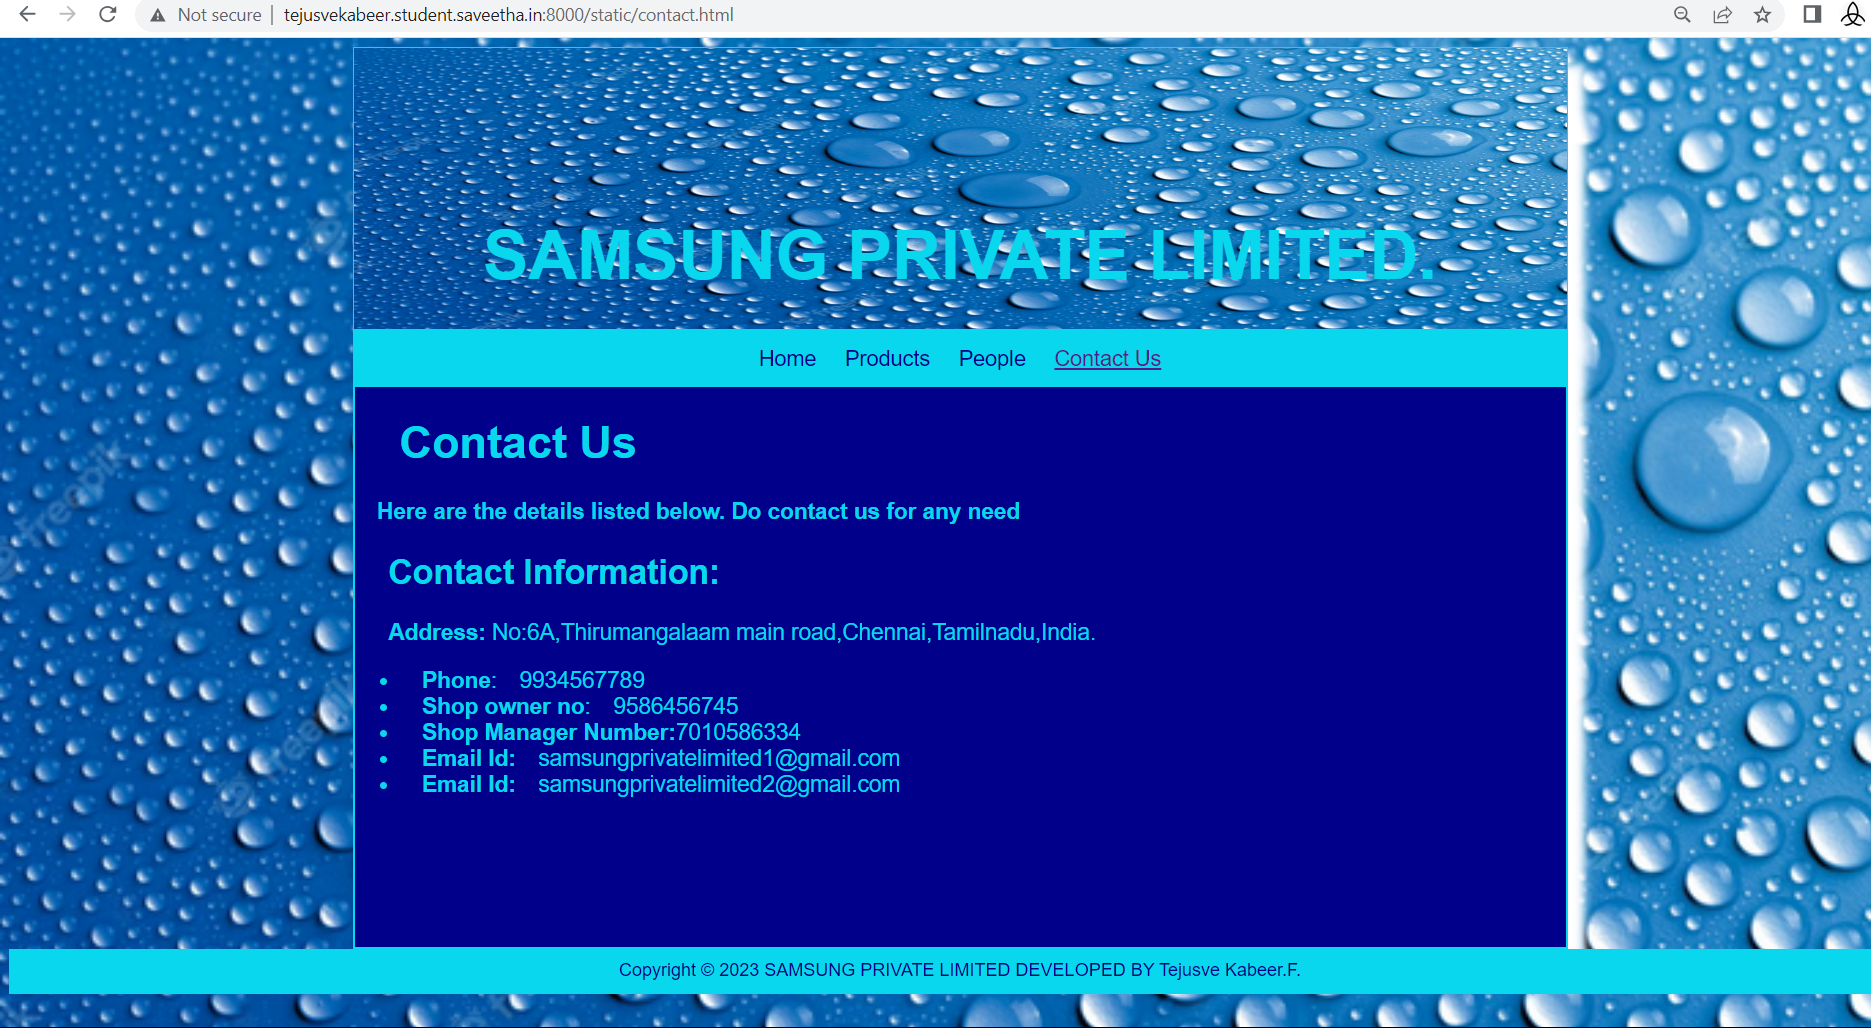 Not secure | tejusvekabeer.student.saveetha.in:8000/static/contact.html
SAMSUNG PRIVATE LIMITED.
Home Products People Contact Us
Contact Us
Here are the details listed below. Do contact us for any need
Contact Information:
Address: No:6A,Thirumangalaam main road,Chennai,Tamilnadu,India.
• Phone: 9934567789
• Shop owner no: 9586456745
• Shop Manager Number:7010586334
• Email Id: samsungprivatelimited1@gmail.com
• Email Id: samsungprivatelimited2@gmail.com
freepik
Copyright © 2023 SAMSUNG PRIVATE LIMITED DEVELOPED BY Tejusve Kabeer.F.